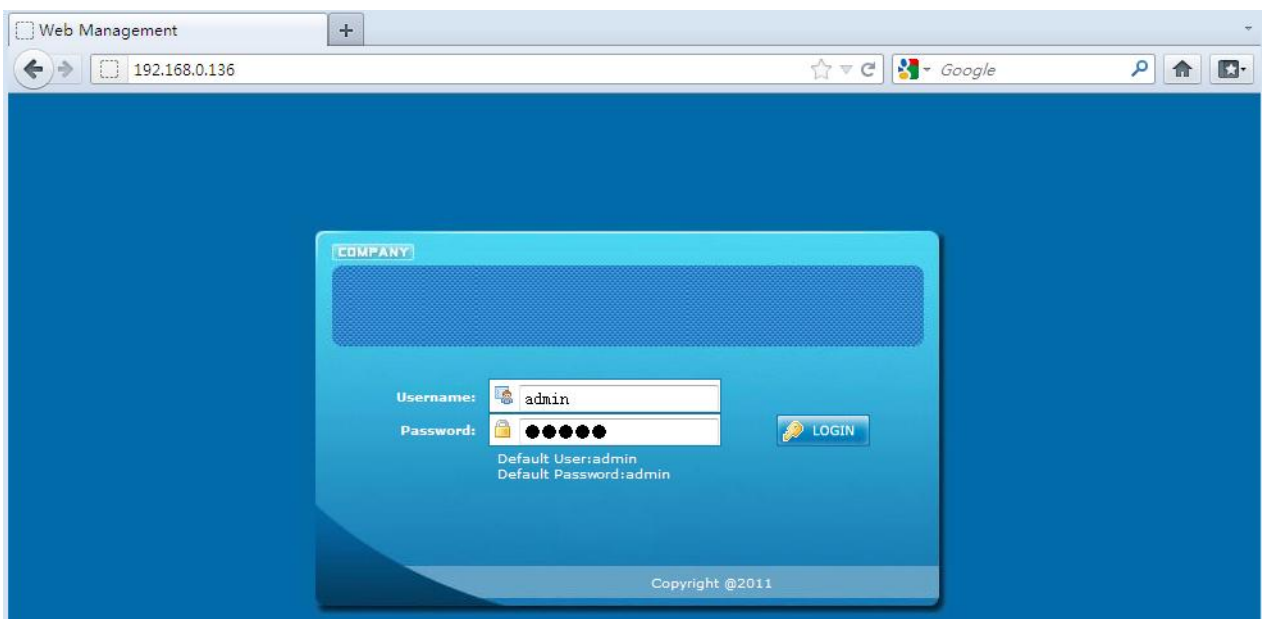 Web Management
192.168.0.136
Google
COMPANY
Username: admin
Password: ●●●●●
LOGIN
Default User:admin
Default Password:admin
Copyright @2011